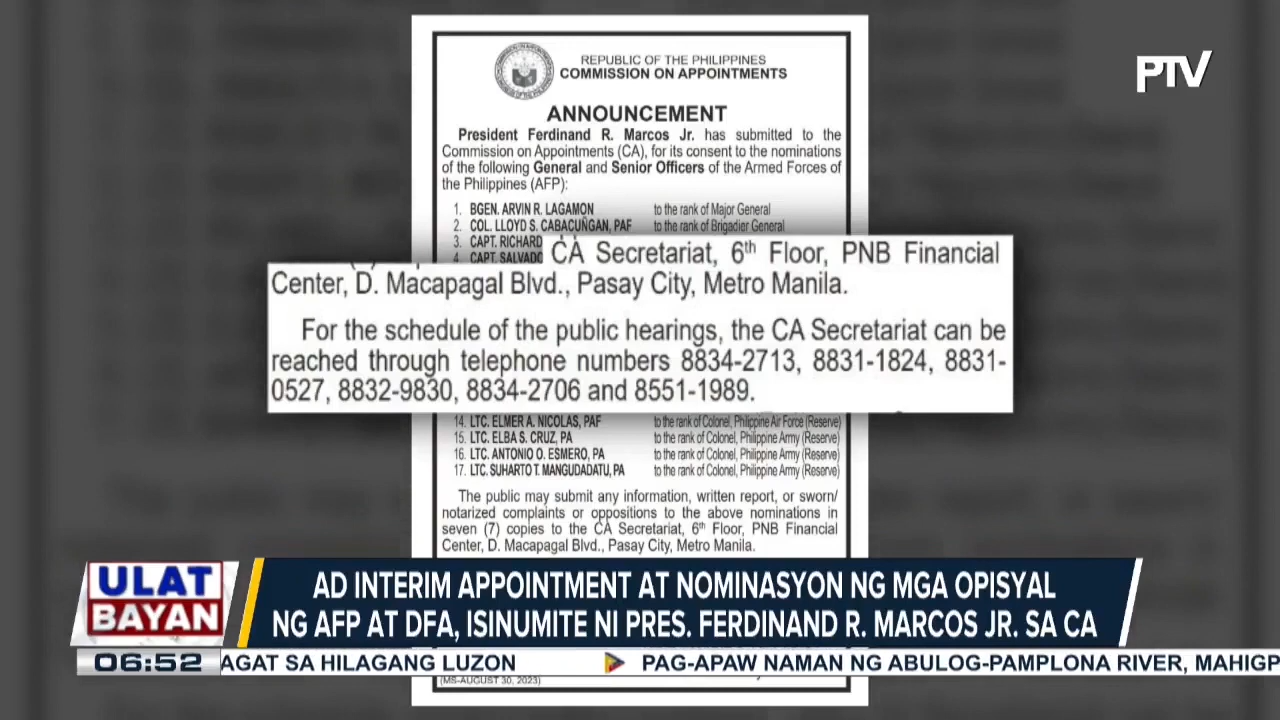 PTV
REPUBLIC OF THE PHILIPPINES
COMMISSION ON APPOINTMENTS
ANNOUNCEMENT
President Ferdinand R. Marcos Jr. has submitted to the
Commission on Appointments (CA), for its consent to the nominations
of the following General and Senior Officers of the Armed Forces of
the Philippines (AFP):
1. BGEN. ARVIN R. LAGAMON to the rank of Major General
2. COL. LLOYD S. CABACUÑGAN, PAF to the rank of Brigadier General
3. CAPT. RICHARD
4. CAPT. SALVADO
CA Secretariat, 6th Floor, PNB Financial
Center, D. Macapagal Blvd., Pasay City, Metro Manila.
For the schedule of the public hearings, the CA Secretariat can be
reached through telephone numbers 8834-2713, 8831-1824, 8831-
0527, 8832-9830, 8834-2706 and 8551-1989.
14. LTC. ELMER A. NICOLAS, PAF to the rank of Colonel, Philippine Air Force (Reserve)
15. LTC. ELBA S. CRUZ, PA to the rank of Colonel, Philippine Army (Reserve)
16. LTC. ANTONIO O. ESMERO, PA to the rank of Colonel, Philippine Army (Reserve)
17. LTC. SUHARTO T. MANGUDADATU, PA to the rank of Colonel, Philippine Army (Reserve)
The public may submit any information, written report, or sworn/
notarized complaints or oppositions to the above nominations in
seven (7) copies to the CA Secretariat, 6th Floor, PNB Financial
Center, D. Macapagal Blvd., Pasay City, Metro Manila.
ULAT
BAYAN
AD INTERIM APPOINTMENT AT NOMINASYON NG MGA OPISYAL
NG AFP AT DFA, ISINUMITE NI PRES. FERDINAND R. MARCOS JR. SA CA
06:52
AGAT SA HILAGANG LUZON PAG-APAW NAMAN NG ABULOG-PAMPLONA RIVER, MAHIGP
(MS-AUGUST 30, 2023)